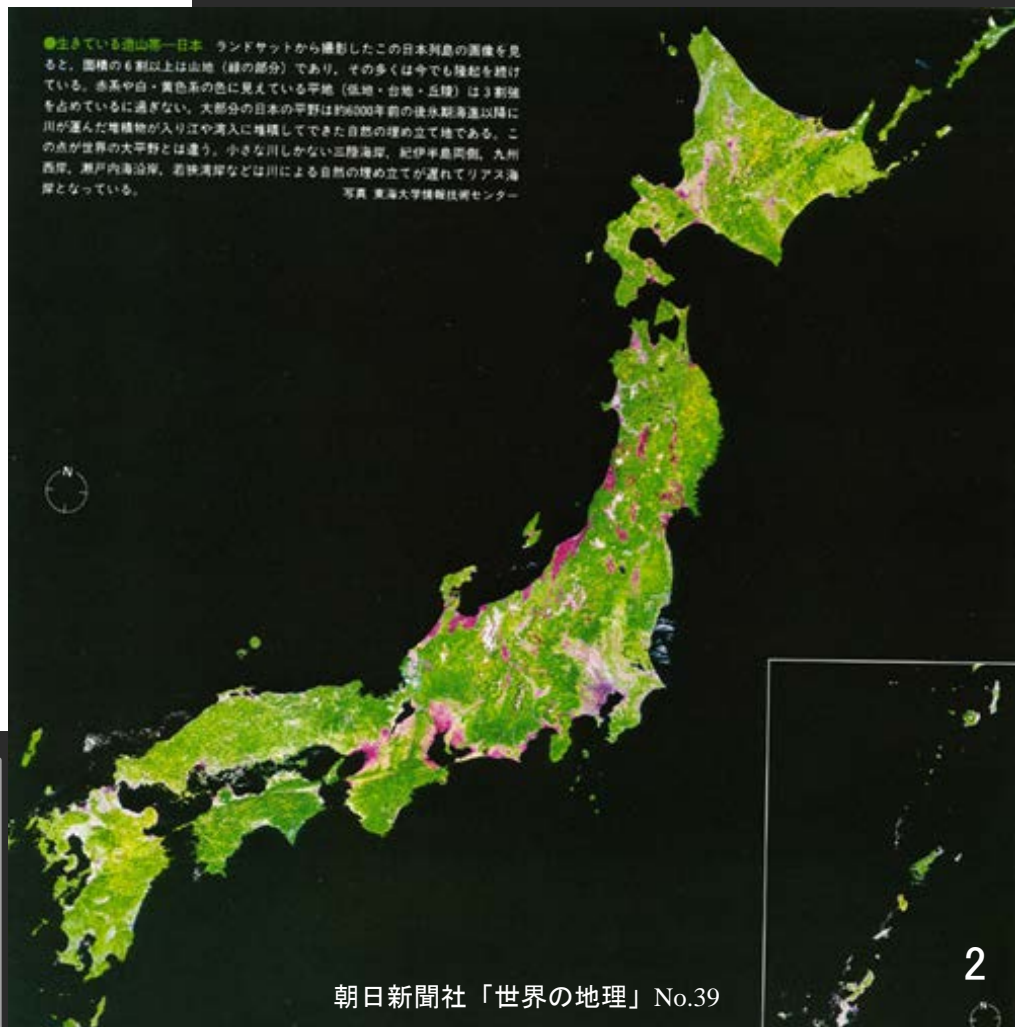 ●生きている造山帯—日本 ランドサットから撮影したこの日本列島の画像を見
ると，面積の6割以上は山地（緑の部分）であり，その多くは今でも隆起を続け
ている。赤系や白・黄色系の色に見えている平地（低地・台地・丘陵）は3割強
を占めているに過ぎない。大部分の日本の平野は約6000年前の後氷期海進以降に
川が運んだ堆積物が入り江や湾入に堆積してできた自然の埋め立て地である。こ
の点が世界の大平野とは違う。小さな川しかない三陸海岸，紀伊半島両側，九州
西岸，瀬戸内海沿岸，若狭湾岸などは川による自然の埋め立てが遅れてリアス海
岸となっている。 写真 東海大学情報技術センター
N
2
朝日新聞社「世界の地理」No.39
N